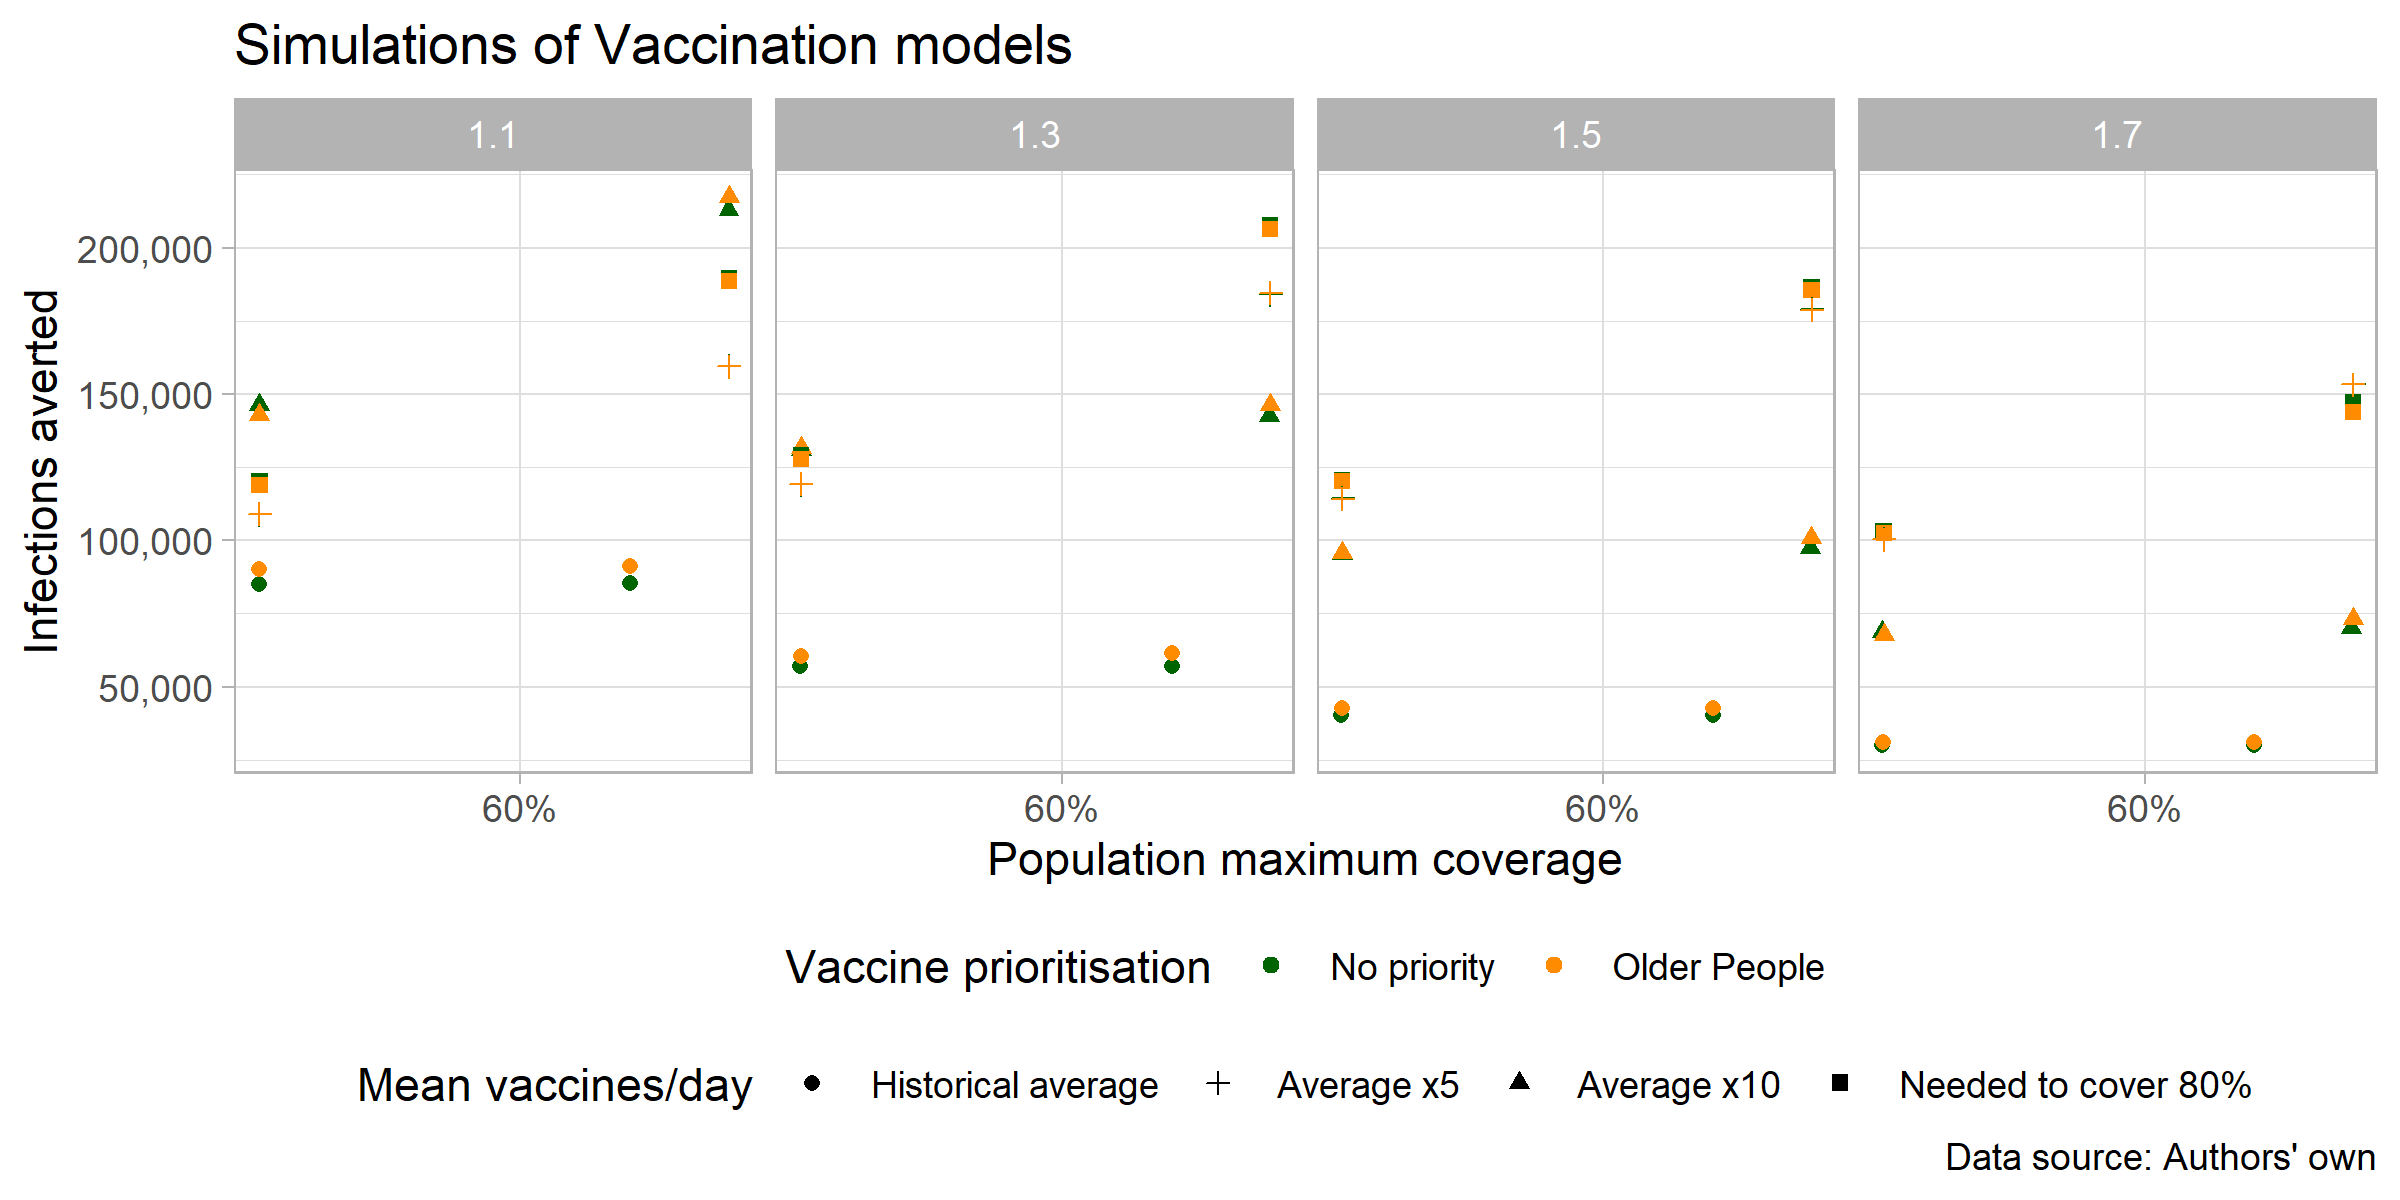 Simulations of Vaccination models
1.1 1.3 1.5 1.7
Infections averted
200,000
150,000
100,000
50,000
60% 60% 60% 60%
Population maximum coverage
Vaccine prioritisation No priority Older People
Mean vaccines/day Historical average Average x5 Average x10 Needed to cover 80%
Data source: Authors' own